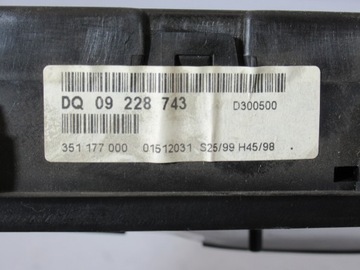 DQ 09 228 743 D300500
351 177 000 01512031 S25/99 H45/98